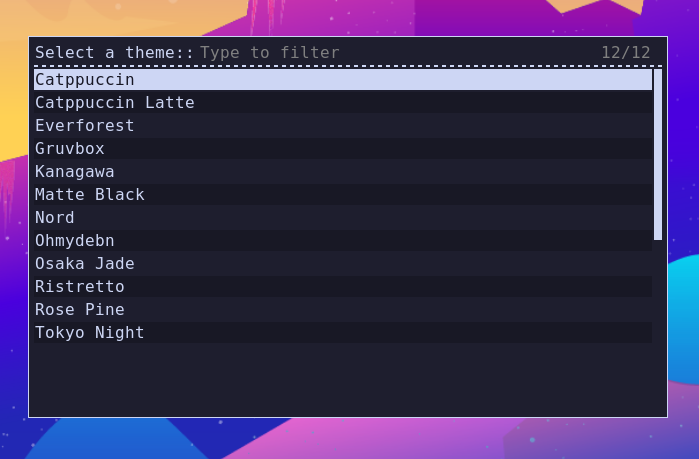 Select a theme:: Type to filter 12/12
Catppuccin
Catppuccin Latte
Everforest
Gruvbox
Kanagawa
Matte Black
Nord
Ohmydebn
Osaka Jade
Ristretto
Rose Pine
Tokyo Night